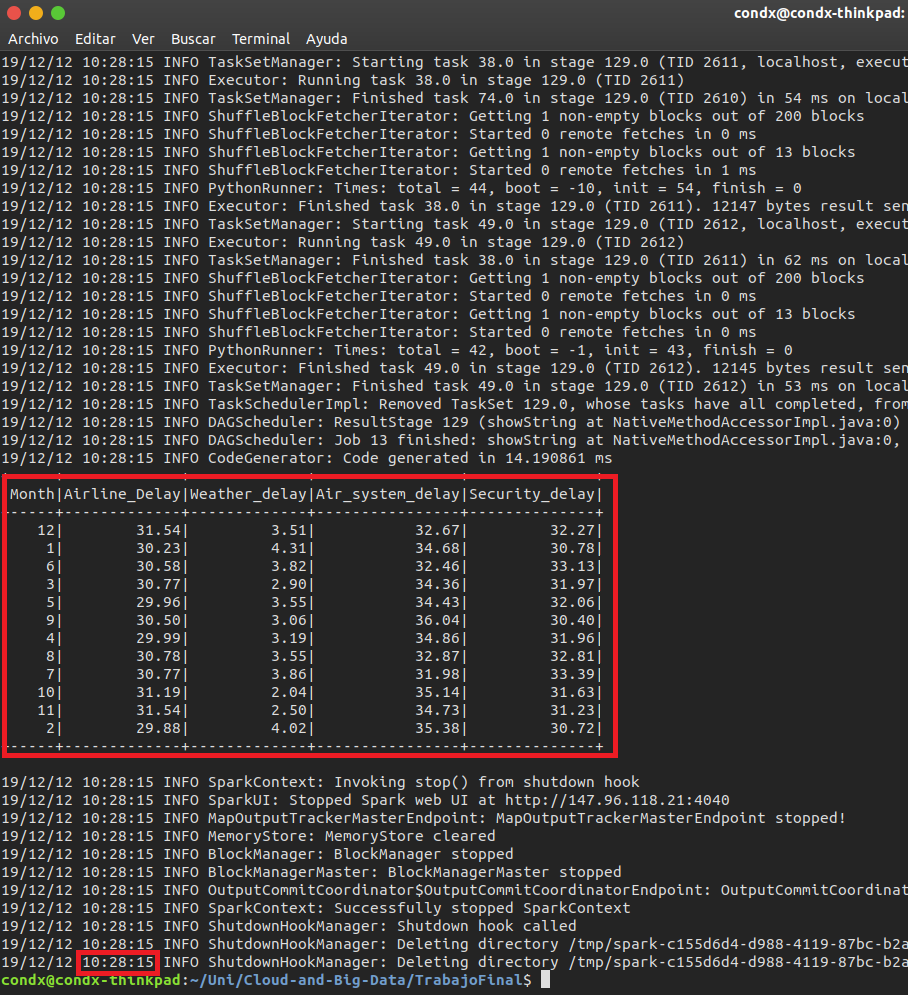 condx@condx-thinkpad:
Archivo Editar Ver Buscar Terminal Ayuda
19/12/12 10:28:15 INFO TaskSetManager: Starting task 38.0 in stage 129.0 (TID 2611, localhost, execut
19/12/12 10:28:15 INFO Executor: Running task 38.0 in stage 129.0 (TID 2611)
19/12/12 10:28:15 INFO TaskSetManager: Finished task 74.0 in stage 129.0 (TID 2610) in 54 ms on local
19/12/12 10:28:15 INFO ShuffleBlockFetcherIterator: Getting 1 non-empty blocks out of 200 blocks
19/12/12 10:28:15 INFO ShuffleBlockFetcherIterator: Started 0 remote fetches in 0 ms
19/12/12 10:28:15 INFO ShuffleBlockFetcherIterator: Getting 1 non-empty blocks out of 13 blocks
19/12/12 10:28:15 INFO ShuffleBlockFetcherIterator: Started 0 remote fetches in 1 ms
19/12/12 10:28:15 INFO PythonRunner: Times: total = 44, boot = -10, init = 54, finish = 0
19/12/12 10:28:15 INFO Executor: Finished task 38.0 in stage 129.0 (TID 2611). 12147 bytes result sen
19/12/12 10:28:15 INFO TaskSetManager: Starting task 49.0 in stage 129.0 (TID 2612, localhost, execut
19/12/12 10:28:15 INFO Executor: Running task 49.0 in stage 129.0 (TID 2612)
19/12/12 10:28:15 INFO TaskSetManager: Finished task 38.0 in stage 129.0 (TID 2611) in 62 ms on local
19/12/12 10:28:15 INFO ShuffleBlockFetcherIterator: Getting 1 non-empty blocks out of 200 blocks
19/12/12 10:28:15 INFO ShuffleBlockFetcherIterator: Started 0 remote fetches in 0 ms
19/12/12 10:28:15 INFO ShuffleBlockFetcherIterator: Getting 1 non-empty blocks out of 13 blocks
19/12/12 10:28:15 INFO ShuffleBlockFetcherIterator: Started 0 remote fetches in 0 ms
19/12/12 10:28:15 INFO PythonRunner: Times: total = 42, boot = -1, init = 43, finish = 0
19/12/12 10:28:15 INFO Executor: Finished task 49.0 in stage 129.0 (TID 2612). 12145 bytes result sen
19/12/12 10:28:15 INFO TaskSetManager: Finished task 49.0 in stage 129.0 (TID 2612) in 53 ms on local
19/12/12 10:28:15 INFO TaskSchedulerImpl: Removed TaskSet 129.0, whose tasks have all completed, from
19/12/12 10:28:15 INFO DAGScheduler: ResultStage 129 (showString at NativeMethodAccessorImpl.java:0)
19/12/12 10:28:15 INFO DAGScheduler: Job 13 finished: showString at NativeMethodAccessorImpl.java:0,
19/12/12 10:28:15 INFO CodeGenerator: Code generated in 14.190861 ms
Month|Airline_Delay|Weather_delay|Air_system_delay|Security_delay|
-----+-------------+-------------+----------------+--------------+
12| 31.54| 3.51| 32.67| 32.27|
1| 30.23| 4.31| 34.68| 30.78|
6| 30.58| 3.82| 32.46| 33.13|
3| 30.77| 2.90| 34.36| 31.97|
5| 29.96| 3.55| 34.43| 32.06|
9| 30.50| 3.06| 36.04| 30.40|
4| 29.99| 3.19| 34.86| 31.96|
8| 30.78| 3.55| 32.87| 32.81|
7| 30.77| 3.86| 31.98| 33.39|
10| 31.19| 2.04| 35.14| 31.63|
11| 31.54| 2.50| 34.73| 31.23|
2| 29.88| 4.02| 35.38| 30.72|
-----+-------------+-------------+----------------+--------------+
19/12/12 10:28:15 INFO SparkContext: Invoking stop() from shutdown hook
19/12/12 10:28:15 INFO SparkUI: Stopped Spark web UI at http://147.96.118.21:4040
19/12/12 10:28:15 INFO MapOutputTrackerMasterEndpoint: MapOutputTrackerMasterEndpoint stopped!
19/12/12 10:28:15 INFO MemoryStore: MemoryStore cleared
19/12/12 10:28:15 INFO BlockManager: BlockManager stopped
19/12/12 10:28:15 INFO BlockManagerMaster: BlockManagerMaster stopped
19/12/12 10:28:15 INFO OutputCommitCoordinator$OutputCommitCoordinatorEndpoint: OutputCommitCoordinat
19/12/12 10:28:15 INFO SparkContext: Successfully stopped SparkContext
19/12/12 10:28:15 INFO ShutdownHookManager: Shutdown hook called
19/12/12 10:28:15 INFO ShutdownHookManager: Deleting directory /tmp/spark-c155d6d4-d988-4119-87bc-b2a
19/12/12 10:28:15 INFO ShutdownHookManager: Deleting directory /tmp/spark-c155d6d4-d988-4119-87bc-b2a
condx@condx-thinkpad:~/Uni/Cloud-and-Big-Data/TrabajoFinal$